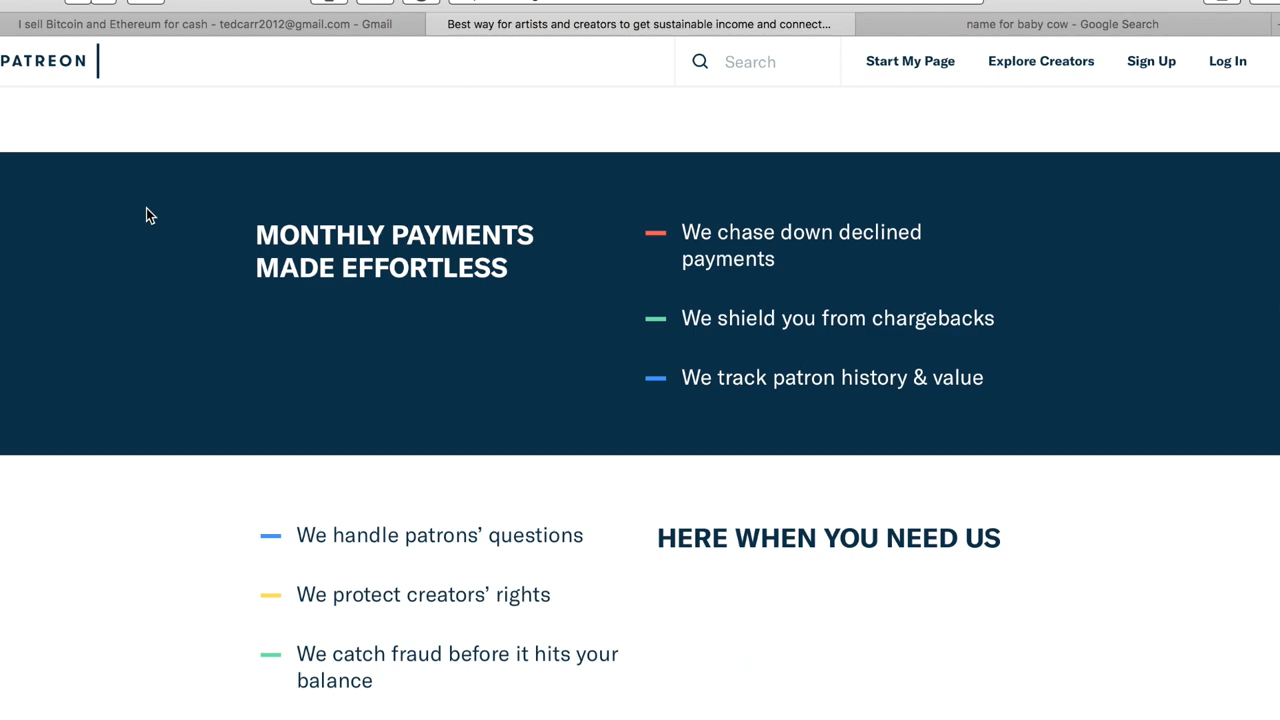 I sell Bitcoin and Ethereum for cash - tedcarr2012@gmail.com - Gmail
Best way for artists and creators to get sustainable income and connect...
name for baby cow - Google Search
PATREON
Search
Start My Page
Explore Creators
Sign Up
Log In
MONTHLY PAYMENTS
MADE EFFORTLESS
We chase down declined
payments
We shield you from chargebacks
We track patron history & value
We handle patrons’ questions
We protect creators’ rights
We catch fraud before it hits your
balance
HERE WHEN YOU NEED US